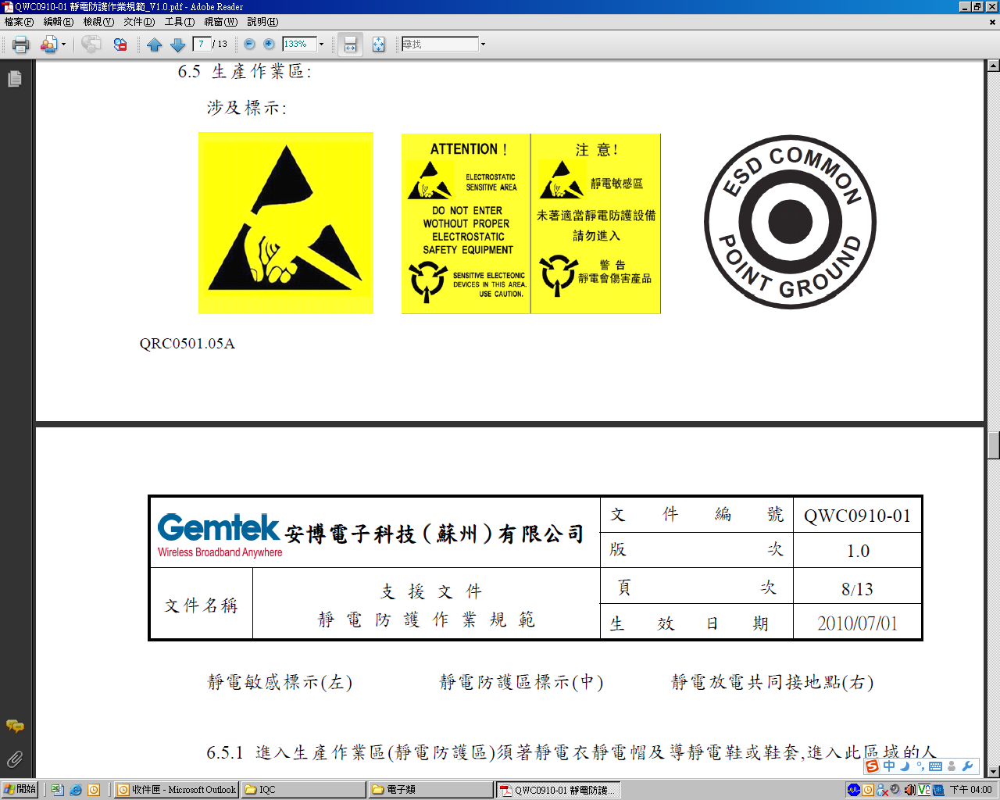 QWC0910-01 靜電防護作業規範_V1.0.pdf - Adobe Reader
檔案(F) 編輯(E) 檢視(V) 文件(D) 工具(T) 視窗(W) 說明(H)
7 / 13 133% 尋找
6.5 生產作業區:
涉及標示:
ATTENTION !
ELECTROSTATIC
SENSITIVE AREA
DO NOT ENTER
WOTHOUT PROPER
ELECTROSTATIC
SAFETY EQUIPMENT
SENSITIVE ELECTEONIC
DEVICES IN THIS AREA.
USE CAUTION.
注 意!
靜電敏感區
未著適當靜電防護設備
請勿進入
警 告
靜電會傷害產品
ESD COMMON
POINT GROUND
QRC0501.05A
Gemtek 安博電子科技(蘇州)有限公司
Wireless Broadband Anywhere
文件編號 QWC0910-01
版次 1.0
文件名稱
支援文件
靜電防護作業規範
頁次 8/13
生效日期 2010/07/01
靜電敏感標示(左) 靜電防護區標示(中) 靜電放電共同接地點(右)
6.5.1 進入生產作業區(靜電防護區)須著靜電衣靜電帽及導靜電鞋或鞋套,進入此區域的人
中
開始 收件匣 - Microsoft Outlook IQC 電子類 QWC0910-01 靜電防護... 下午 04:00